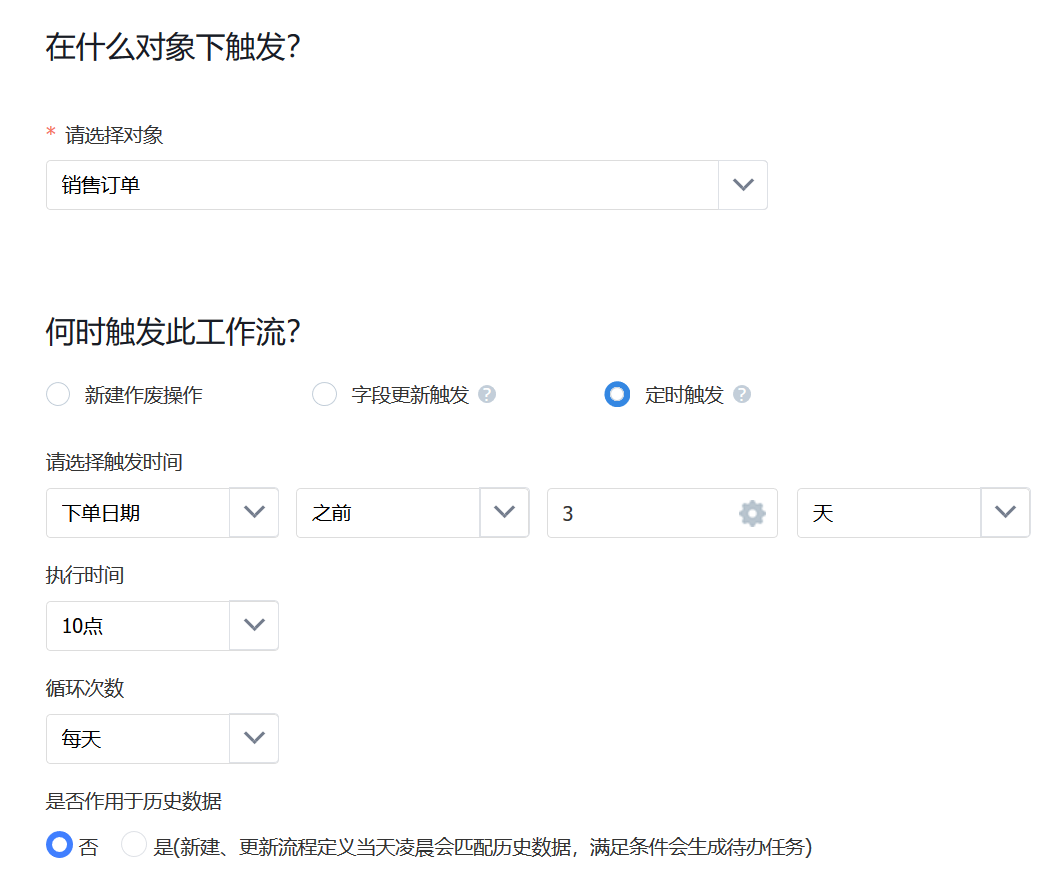 在什么对象下触发?
* 请选择对象
销售订单
何时触发此工作流?
新建作废操作 字段更新触发 ? 定时触发 ?
请选择触发时间
下单日期 之前 3 天
执行时间
10点
循环次数
每天
是否作用于历史数据
否 是(新建、更新流程定义当天凌晨会匹配历史数据，满足条件会生成待办任务)